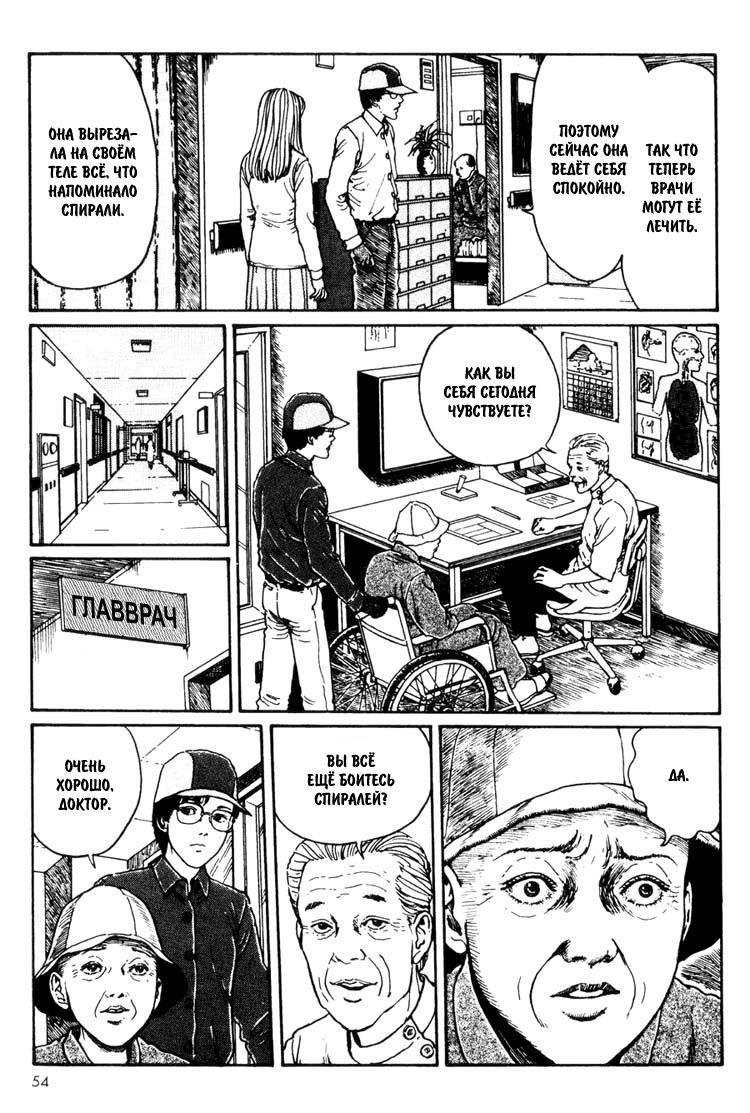 ОНА ВЫРЕЗА-
ЛА НА СВОЁМ
ТЕЛЕ ВСЁ, ЧТО
НАПОМИНАЛО
СПИРАЛИ.
ПОЭТОМУ
СЕЙЧАС ОНА
ВЕДЁТ СЕБЯ
СПОКОЙНО.
ТАК ЧТО
ТЕПЕРЬ
ВРАЧИ
МОГУТ ЕЁ
ЛЕЧИТЬ.
ГЛАВВРАЧ
КАК ВЫ
СЕБЯ СЕГОДНЯ
ЧУВСТВУЕТЕ?
ОЧЕНЬ
ХОРОШО,
ДОКТОР.
ВЫ ВСЁ
ЕЩЁ БОИТЕСЬ
СПИРАЛЕЙ?
ДА.
54